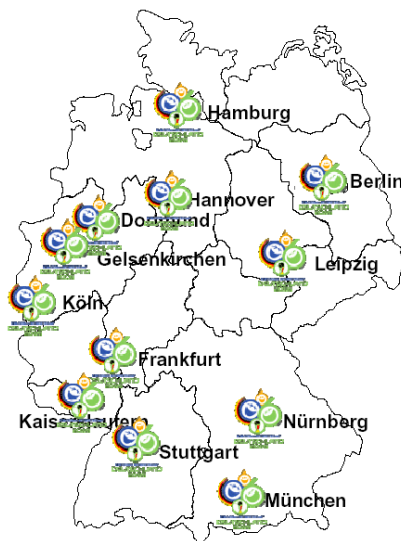 Hamburg
Berlin
Hannover
Dortmund
Gelsenkirchen
Leipzig
Köln
Frankfurt
Kaiserslautern
Nürnberg
Stuttgart
München